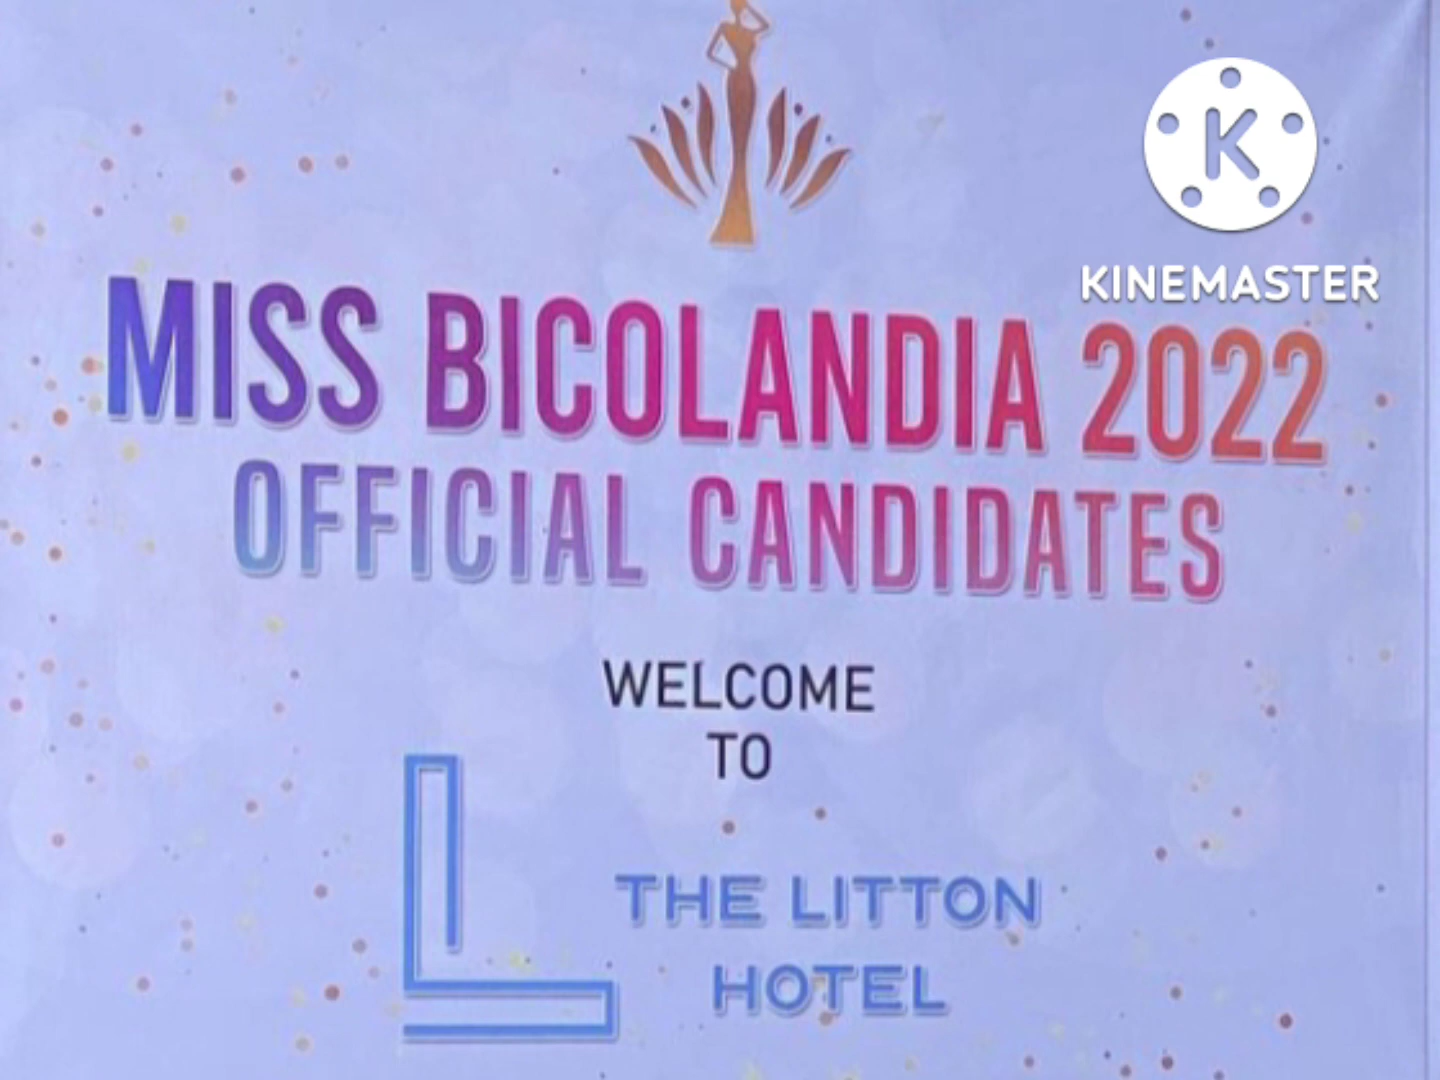 K
KINEMASTER
MISS BICOLANDIA 2022
OFFICIAL CANDIDATES
WELCOME
TO
L
THE LITTON
HOTEL